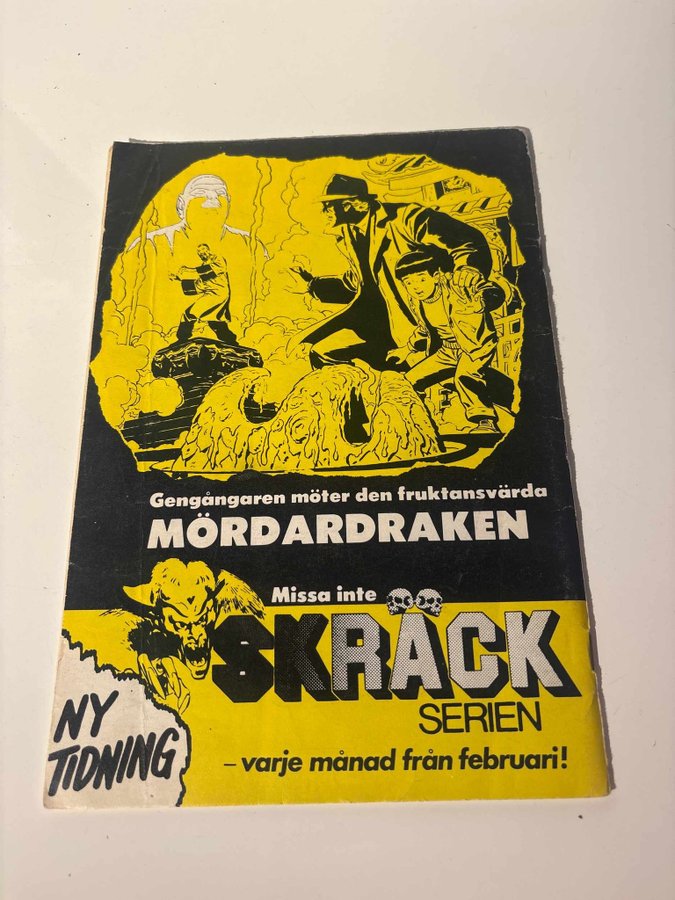 Gengångaren möter den fruktansvärda
MÖRDARDRAKEN
Missa inte
SKRÄCK
SERIEN
NY
TIDNING
– varje månad från februari!